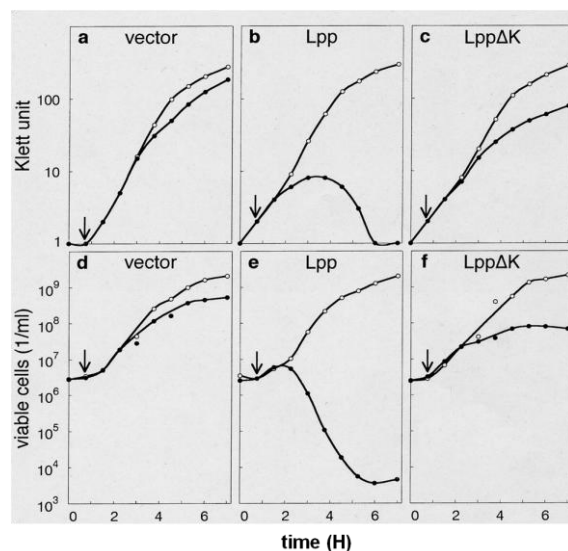 a vector
b Lpp
c LppΔK
Klett unit
100
10
1
d vector
e Lpp
f LppΔK
viable cells (1/ml)
10⁹
10⁸
10⁷
10⁶
10⁵
10⁴
10³
0 2 4 6 0 2 4 6 0 2 4 6
time (H)